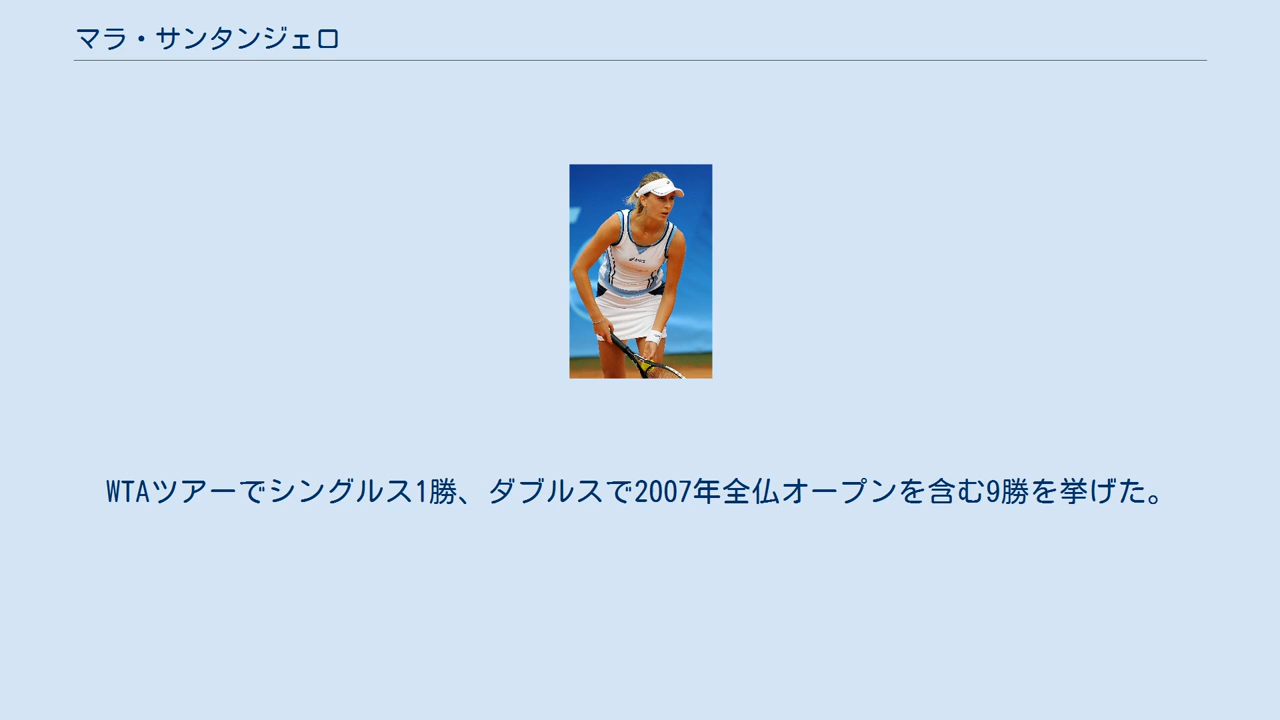 マラ・サンタンジェロ
WTAツアーでシングルス1勝、ダブルスで2007年全仏オープンを含む9勝を挙げた。